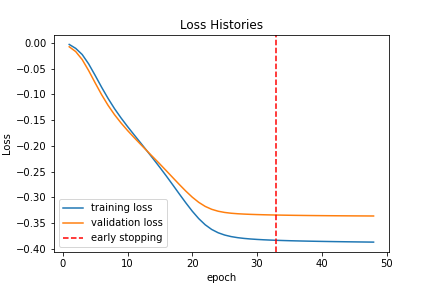 Loss Histories
0.00
−0.05
−0.10
−0.15
−0.20
−0.25
−0.30
−0.35
−0.40
Loss
training loss
validation loss
early stopping
0
10
20
30
40
50
epoch